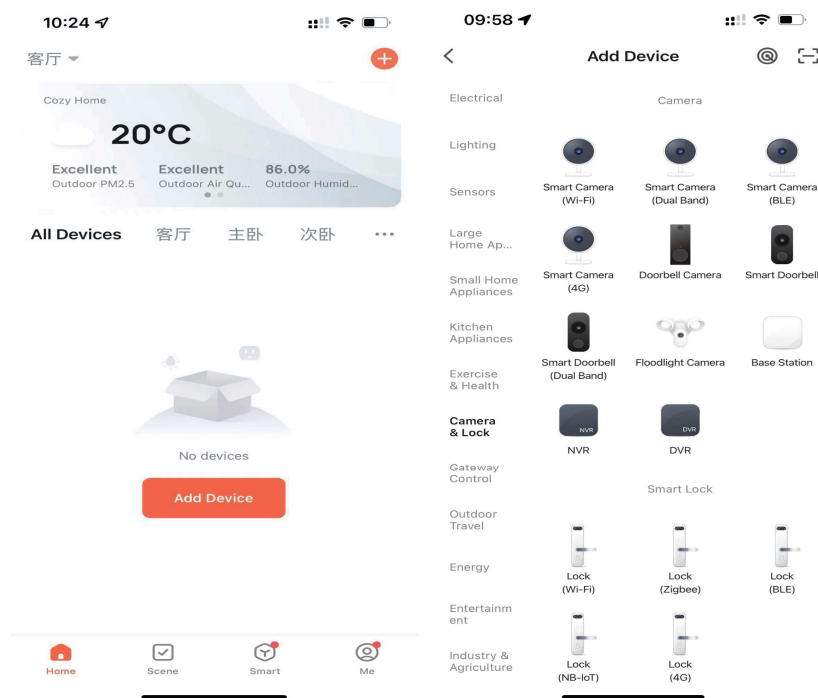 10:24
客厅
Cozy Home
20°C
Excellent
Outdoor PM2.5
Excellent
Outdoor Air Qu...
86.0%
Outdoor Humid...
All Devices 客厅 主卧 次卧 ...
No devices
Add Device
Home Scene Smart Me
09:58
Add Device
Electrical
Lighting
Sensors
Large
Home Ap...
Small Home
Appliances
Kitchen
Appliances
Exercise
& Health
Camera
& Lock
Gateway
Control
Outdoor
Travel
Energy
Entertainm
ent
Industry &
Agriculture
Camera
Smart Camera
(Wi-Fi)
Smart Camera
(Dual Band)
Smart Camera
(BLE)
Smart Camera
(4G)
Doorbell Camera
Smart Doorbell
Smart Doorbell
(Dual Band)
Floodlight Camera
Base Station
NVR
NVR
DVR
DVR
Smart Lock
Lock
(Wi-Fi)
Lock
(Zigbee)
Lock
(BLE)
Lock
(NB-IoT)
Lock
(4G)